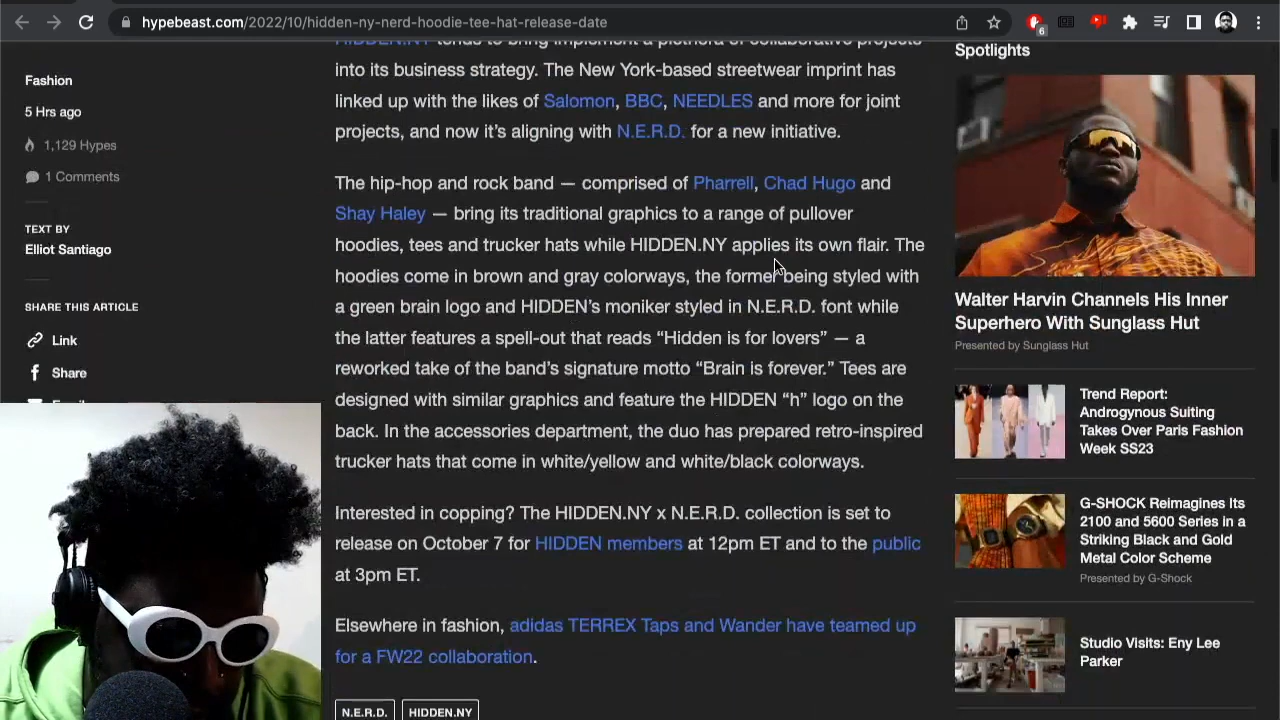 hypebeast.com/2022/10/hidden-ny-nerd-hoodie-tee-hat-release-date
6
Fashion
5 Hrs ago
1,129 Hypes
1 Comments
TEXT BY
Elliot Santiago
SHARE THIS ARTICLE
Link
Share
HIDDEN.NY tends to bring implement a plethora of collaborative projects
into its business strategy. The New York-based streetwear imprint has
linked up with the likes of Salomon, BBC, NEEDLES and more for joint
projects, and now it's aligning with N.E.R.D. for a new initiative.
The hip-hop and rock band — comprised of Pharrell, Chad Hugo and
Shay Haley — bring its traditional graphics to a range of pullover
hoodies, tees and trucker hats while HIDDEN.NY applies its own flair. The
hoodies come in brown and gray colorways, the former being styled with
a green brain logo and HIDDEN's moniker styled in N.E.R.D. font while
the latter features a spell-out that reads “Hidden is for lovers” — a
reworked take of the band's signature motto “Brain is forever.” Tees are
designed with similar graphics and feature the HIDDEN “h” logo on the
back. In the accessories department, the duo has prepared retro-inspired
trucker hats that come in white/yellow and white/black colorways.
Interested in copping? The HIDDEN.NY x N.E.R.D. collection is set to
release on October 7 for HIDDEN members at 12pm ET and to the public
at 3pm ET.
Elsewhere in fashion, adidas TERREX Taps and Wander have teamed up
for a FW22 collaboration.
N.E.R.D.
HIDDEN.NY
Spotlights
Walter Harvin Channels His Inner
Superhero With Sunglass Hut
Presented by Sunglass Hut
Trend Report:
Androgynous Suiting
Takes Over Paris Fashion
Week SS23
G-SHOCK Reimagines Its
2100 and 5600 Series in a
Striking Black and Gold
Metal Color Scheme
Presented by G-Shock
Studio Visits: Eny Lee
Parker